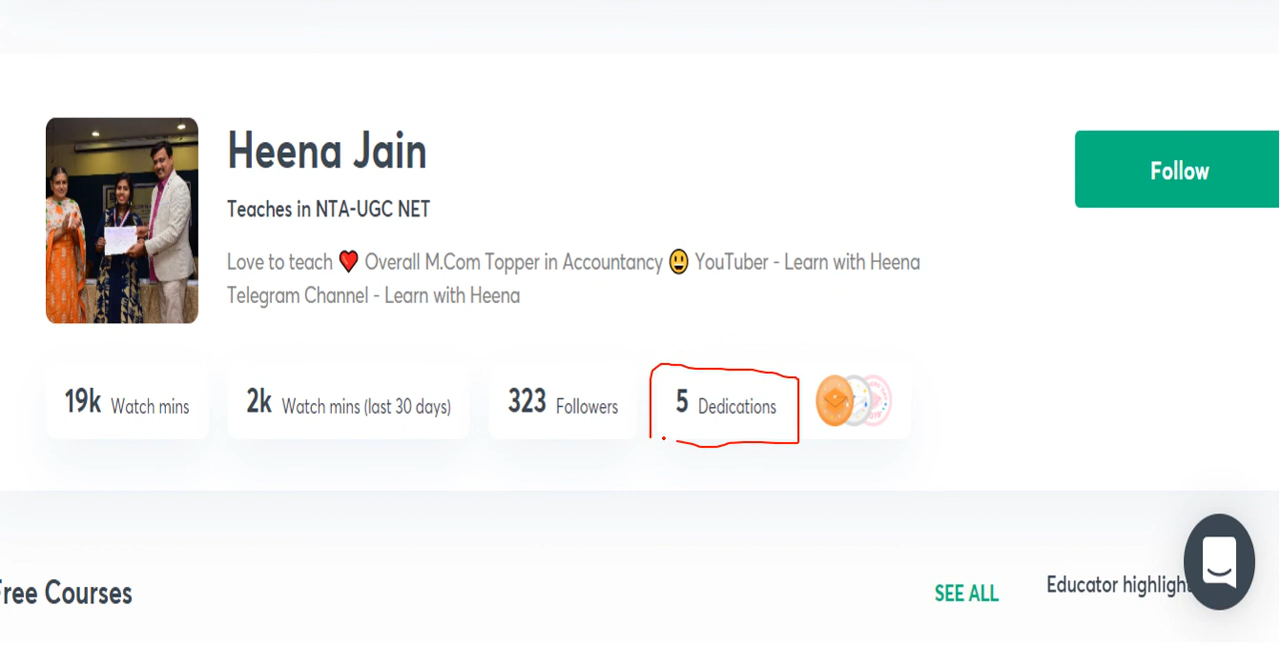 Heena Jain
Follow
Teaches in NTA-UGC NET
Love to teach ❤️ Overall M.Com Topper in Accountancy 😃 YouTuber - Learn with Heena
Telegram Channel - Learn with Heena
19k Watch mins
2k Watch mins (last 30 days)
323 Followers
5 Dedications
Free Courses
SEE ALL
Educator highlight